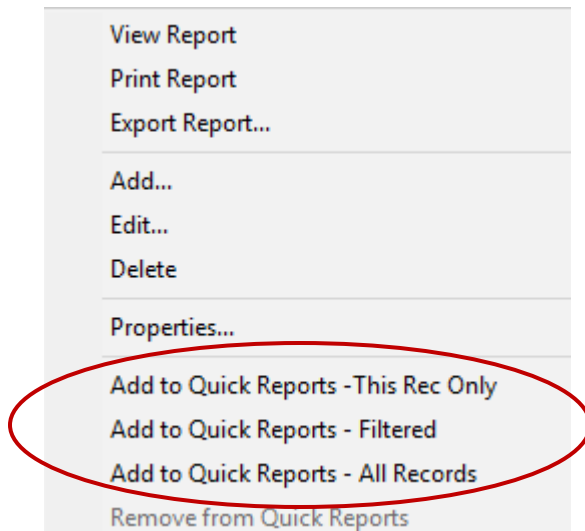 View Report
Print Report
Export Report...
Add...
Edit...
Delete
Properties...
Add to Quick Reports -This Rec Only
Add to Quick Reports - Filtered
Add to Quick Reports - All Records
Remove from Quick Reports